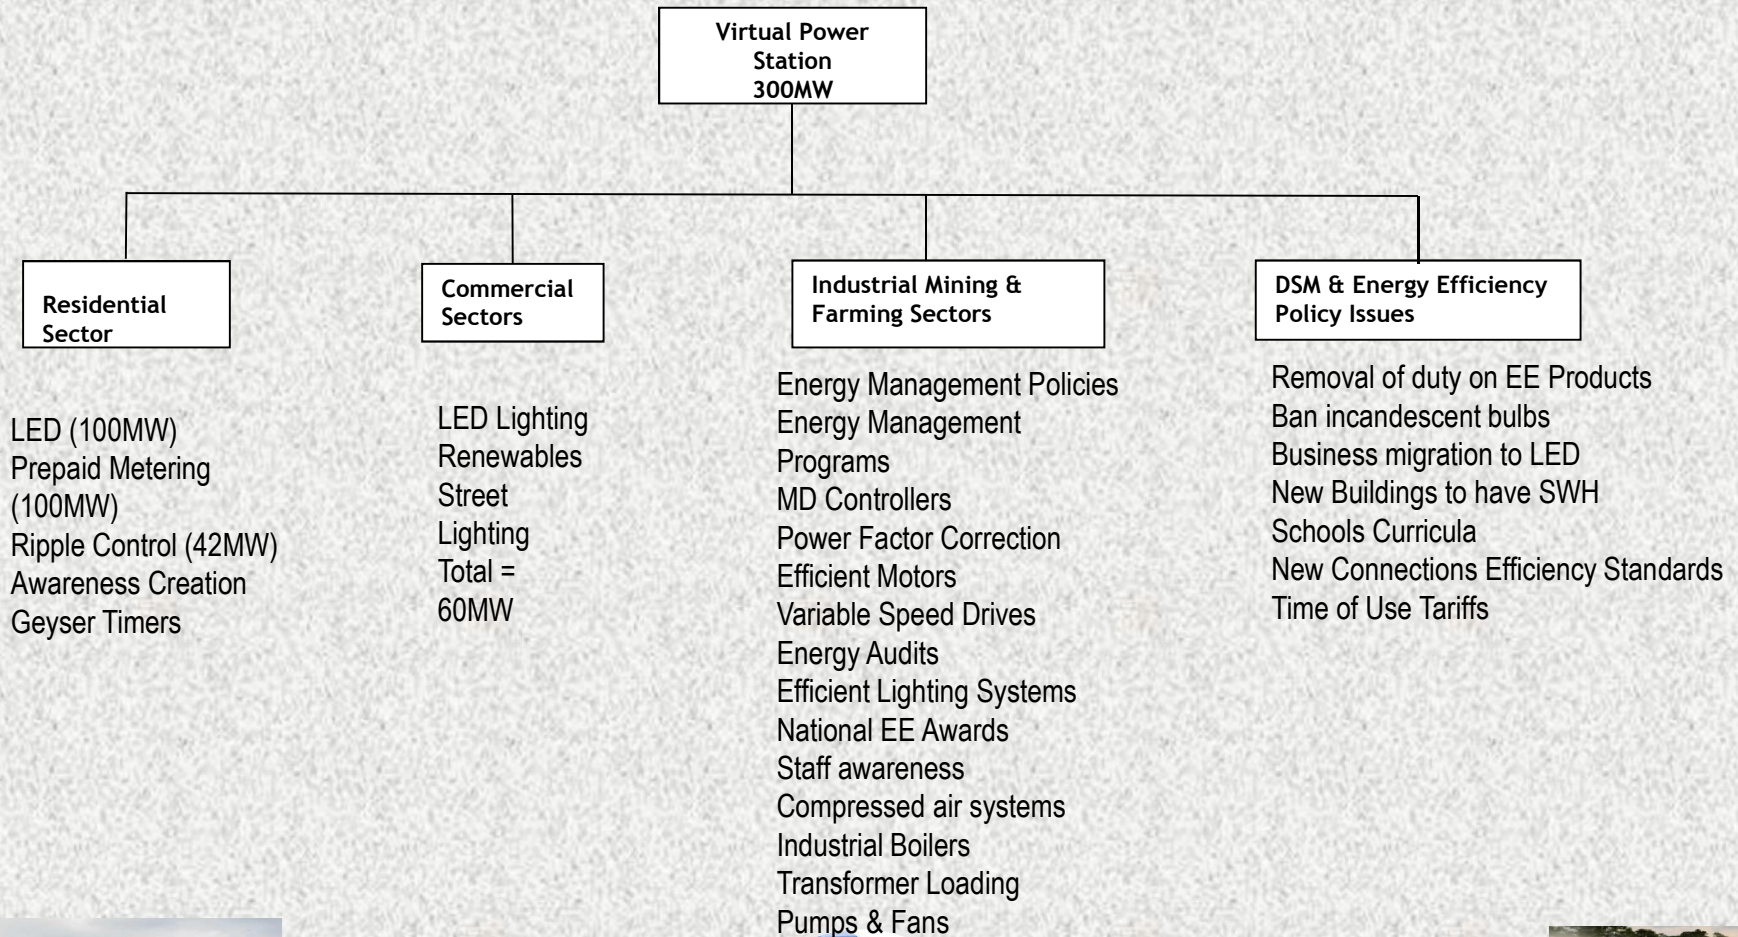 Virtual Power
Station
300MW
Residential
Sector
LED (100MW)
Prepaid Metering
(100MW)
Ripple Control (42MW)
Awareness Creation
Geyser Timers
Commercial
Sectors
LED Lighting
Renewables
Street
Lighting
Total =
60MW
Industrial Mining &
Farming Sectors
Energy Management Policies
Energy Management
Programs
MD Controllers
Power Factor Correction
Efficient Motors
Variable Speed Drives
Energy Audits
Efficient Lighting Systems
National EE Awards
Staff awareness
Compressed air systems
Industrial Boilers
Transformer Loading
Pumps & Fans
DSM & Energy Efficiency
Policy Issues
Removal of duty on EE Products
Ban incandescent bulbs
Business migration to LED
New Buildings to have SWH
Schools Curricula
New Connections Efficiency Standards
Time of Use Tariffs